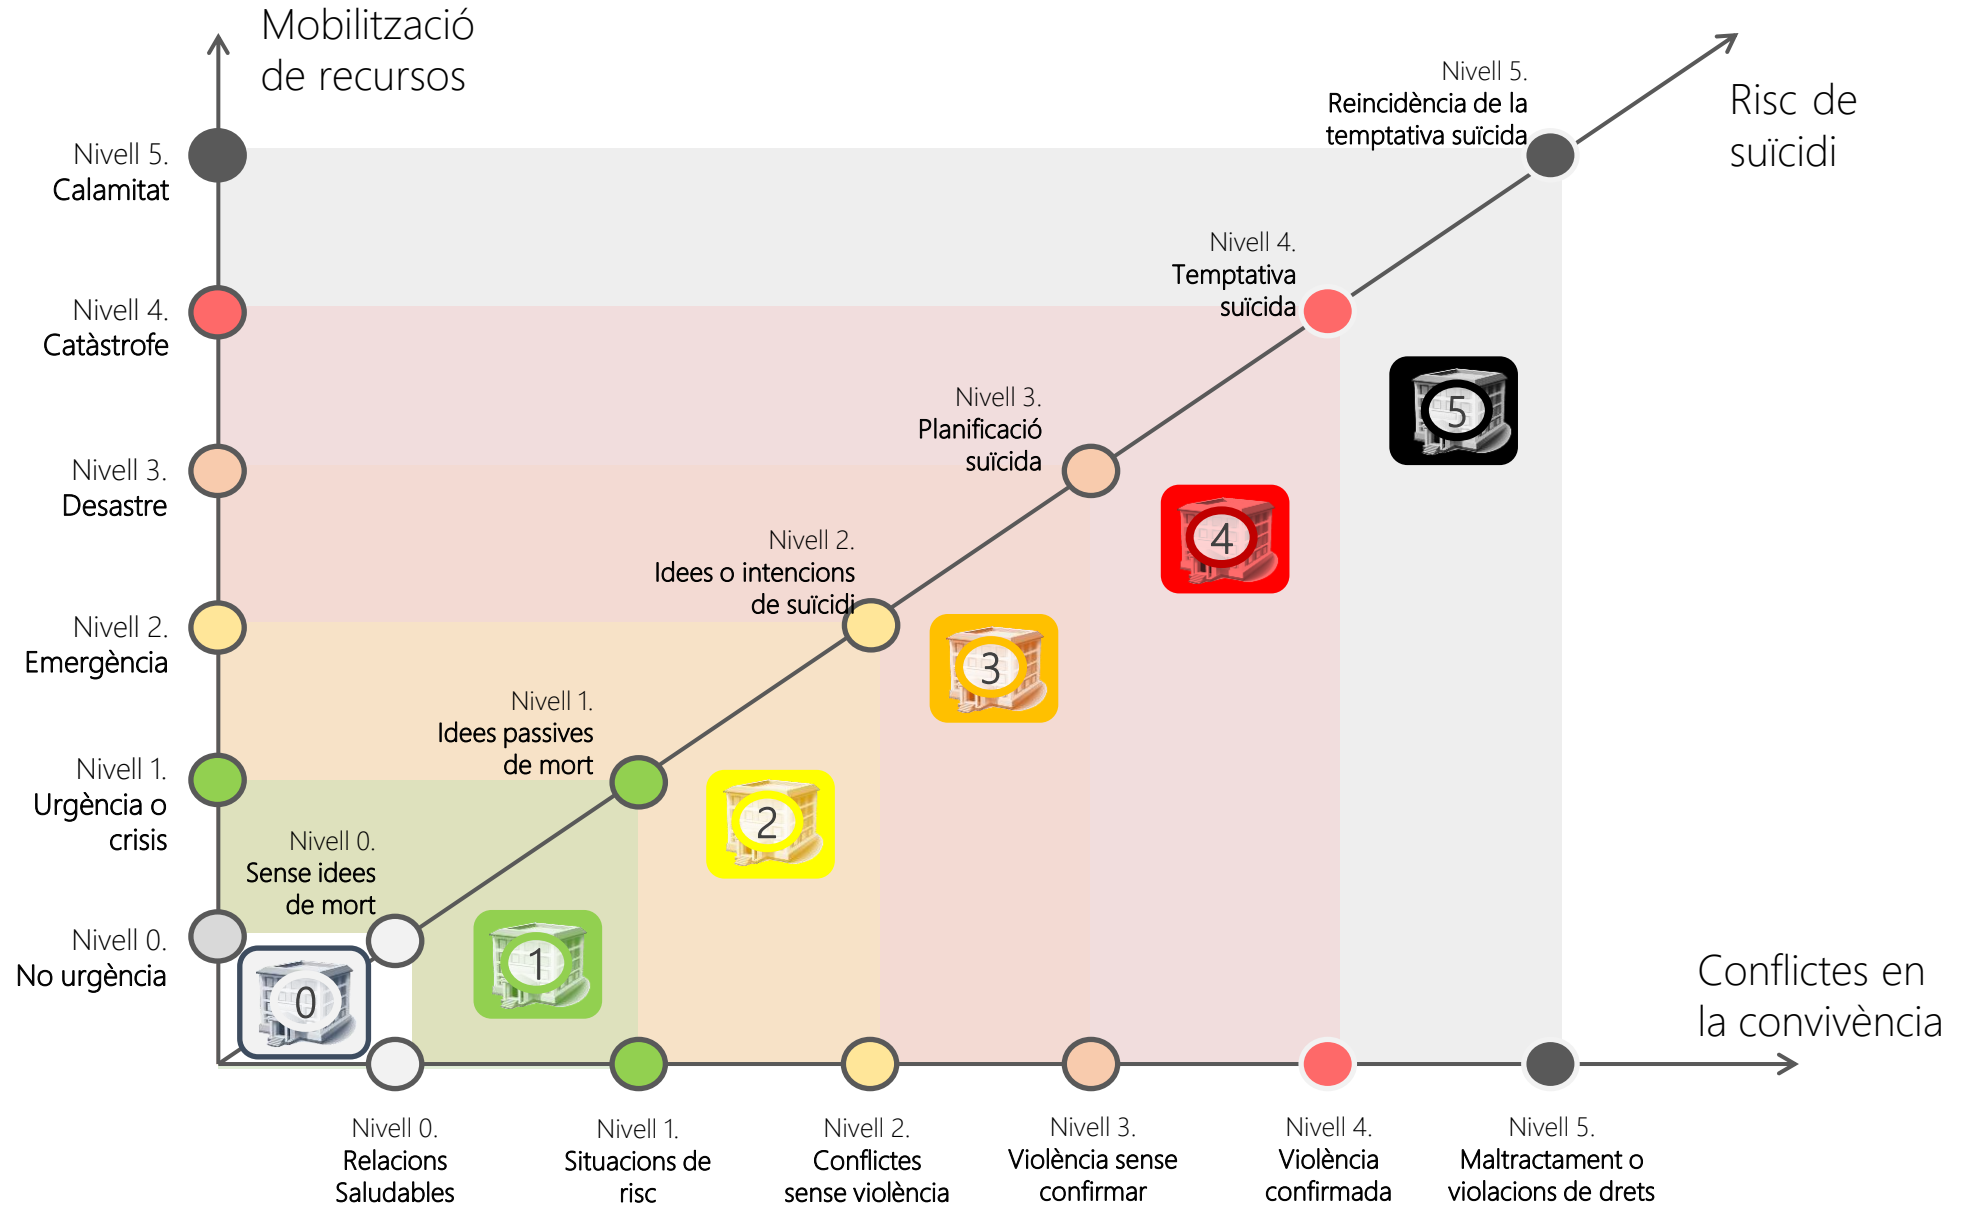 Mobilització
de recursos
Risc de
suïcidi
Conflictes en
la convivència
Nivell 5.
Calamitat
Nivell 4.
Catàstrofe
Nivell 3.
Desastre
Nivell 2.
Emergència
Nivell 1.
Urgència o
crisis
Nivell 0.
No urgència
Nivell 5.
Reincidència de la
temptativa suïcida
Nivell 4.
Temptativa
suïcida
Nivell 3.
Planificació
suïcida
Nivell 2.
Idees o intencions
de suïcidi
Nivell 1.
Idees passives
de mort
Nivell 0.
Sense idees
de mort
5
4
3
2
1
0
Nivell 0.
Relacions
Saludables
Nivell 1.
Situacions de
risc
Nivell 2.
Conflictes
sense violència
Nivell 3.
Violència sense
confirmar
Nivell 4.
Violència
confirmada
Nivell 5.
Maltractament o
violacions de drets